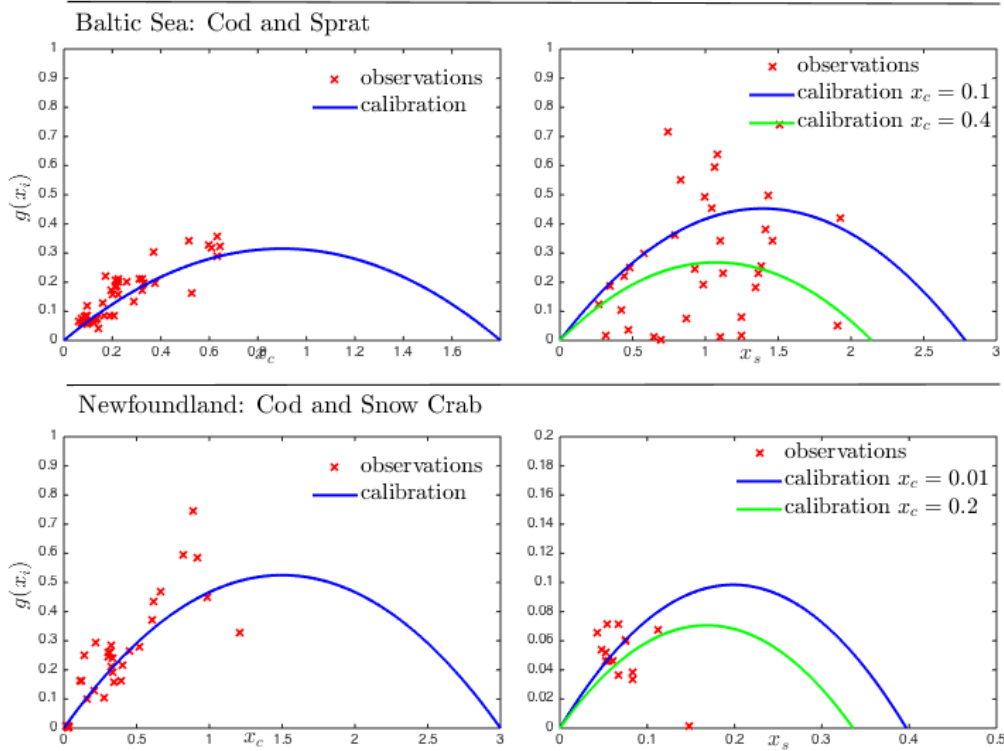 Baltic Sea: Cod and Sprat
g(x_i)
1
0.9
0.8
0.7
0.6
0.5
0.4
0.3
0.2
0.1
0
observations
calibration
0 0.2 0.4 0.6 0.8 1 1.2 1.4 1.6
x_c
1
0.9
0.8
0.7
0.6
0.5
0.4
0.3
0.2
0.1
0
observations
calibration x_c = 0.1
calibration x_c = 0.4
0 0.5 1 1.5 2 2.5 3
x_s
Newfoundland: Cod and Snow Crab
g(x_i)
1
0.9
0.8
0.7
0.6
0.5
0.4
0.3
0.2
0.1
0
observations
calibration
0 0.5 1 1.5 2 2.5 3
x_c
0.2
0.18
0.16
0.14
0.12
0.1
0.08
0.06
0.04
0.02
0
observations
calibration x_c = 0.01
calibration x_c = 0.2
0 0.1 0.2 0.3 0.4 0.5
x_s